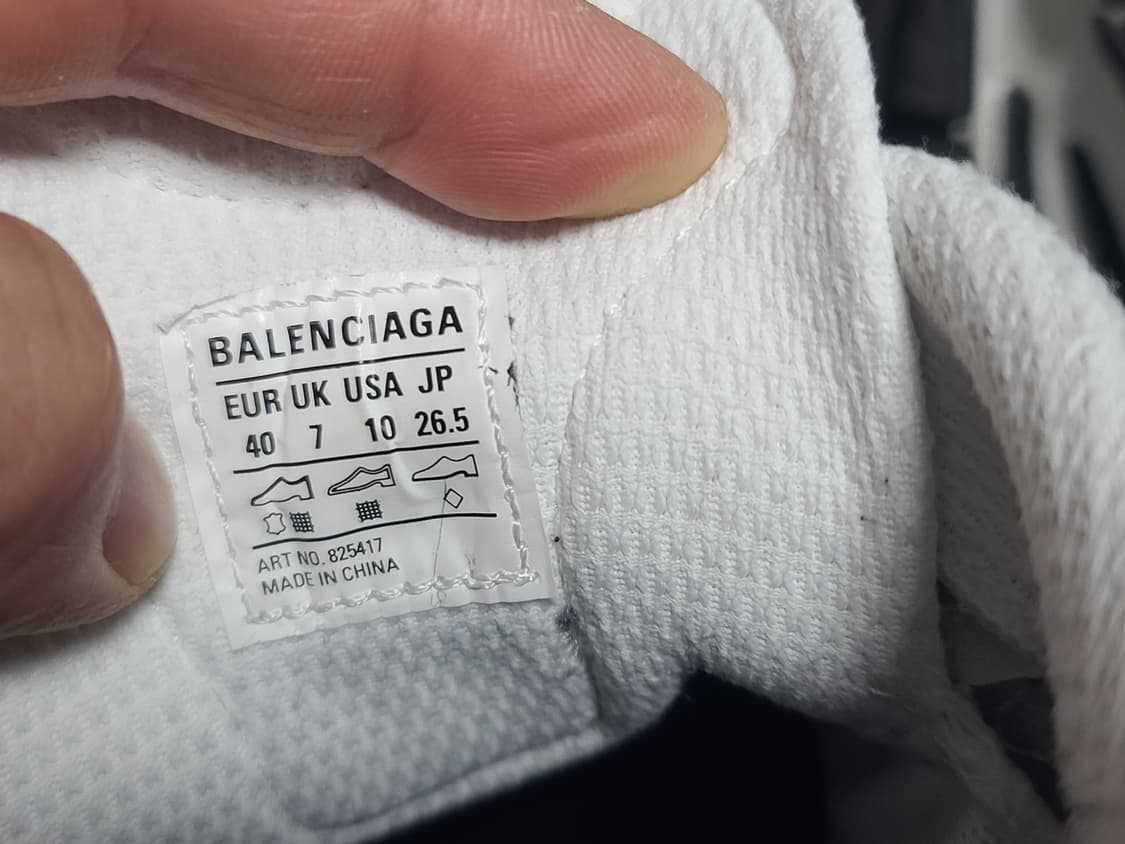 BALENCIAGA
EUR UK USA JP
40 7 10 26.5
ART NO. 825417
MADE IN CHINA